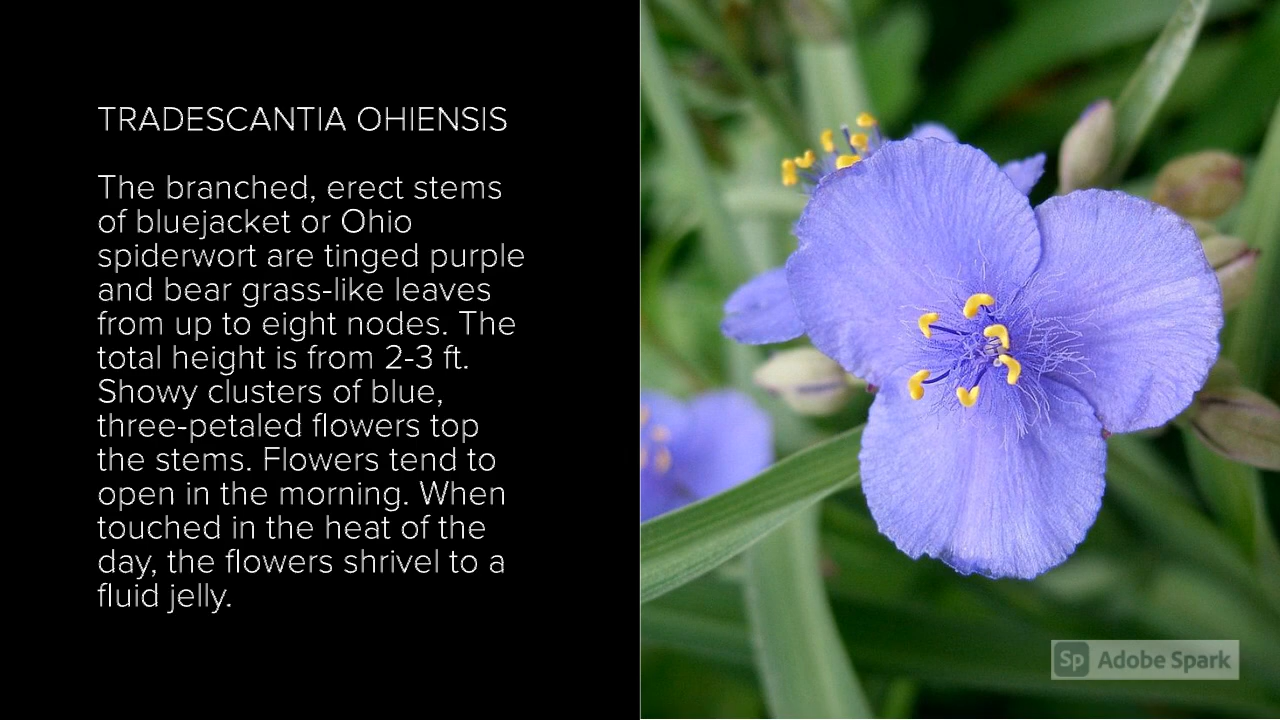 TRADESCANTIA OHIENSIS
The branched, erect stems
of bluejacket or Ohio
spiderwort are tinged purple
and bear grass-like leaves
from up to eight nodes. The
total height is from 2-3 ft.
Showy clusters of blue,
three-petaled flowers top
the stems. Flowers tend to
open in the morning. When
touched in the heat of the
day, the flowers shrivel to a
fluid jelly.
Sp Adobe Spark